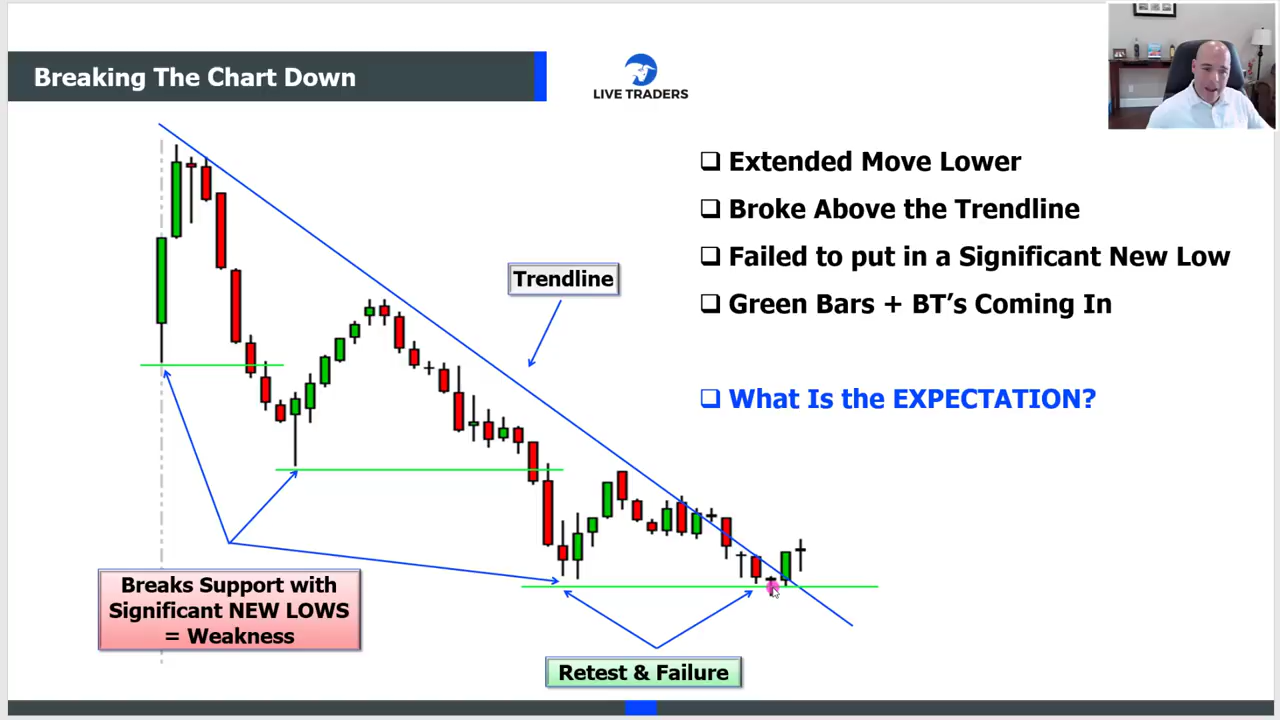 Breaking The Chart Down
LIVE TRADERS
Extended Move Lower
Broke Above the Trendline
Failed to put in a Significant New Low
Green Bars + BT’s Coming In
What Is the EXPECTATION?
Trendline
Breaks Support with
Significant NEW LOWS
= Weakness
Retest & Failure